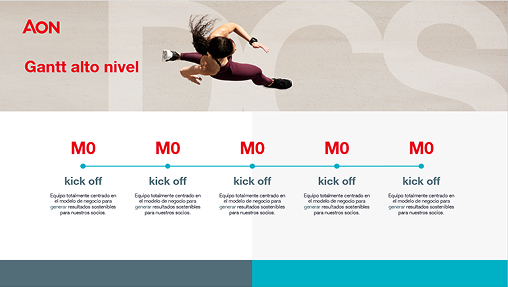 AON
DCS
Gantt alto nivel
M0 M0 M0 M0 M0
kick off kick off kick off kick off kick off
Equipo totalmente centrado en
el modelo de negocio para
generar resultados sostenibles
para nuestros socios.
Equipo totalmente centrado en
el modelo de negocio para
generar resultados sostenibles
para nuestros socios.
Equipo totalmente centrado en
el modelo de negocio para
generar resultados sostenibles
para nuestros socios.
Equipo totalmente centrado en
el modelo de negocio para
generar resultados sostenibles
para nuestros socios.
Equipo totalmente centrado en
el modelo de negocio para
generar resultados sostenibles
para nuestros socios.